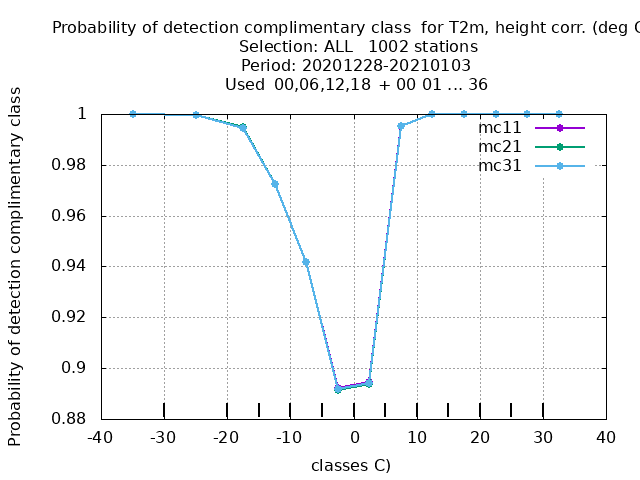 Probability of detection complimentary class  for T2m, height corr. (deg C
Selection: ALL   1002 stations
Period: 20201228-20210103
Used  00,06,12,18  + 00 01 ... 36
Probability of detection complimentary class
mc11
mc21
mc31
1
0.98
0.96
0.94
0.92
0.9
0.88
-40 -30 -20 -10 0 10 20 30 40
classes C)